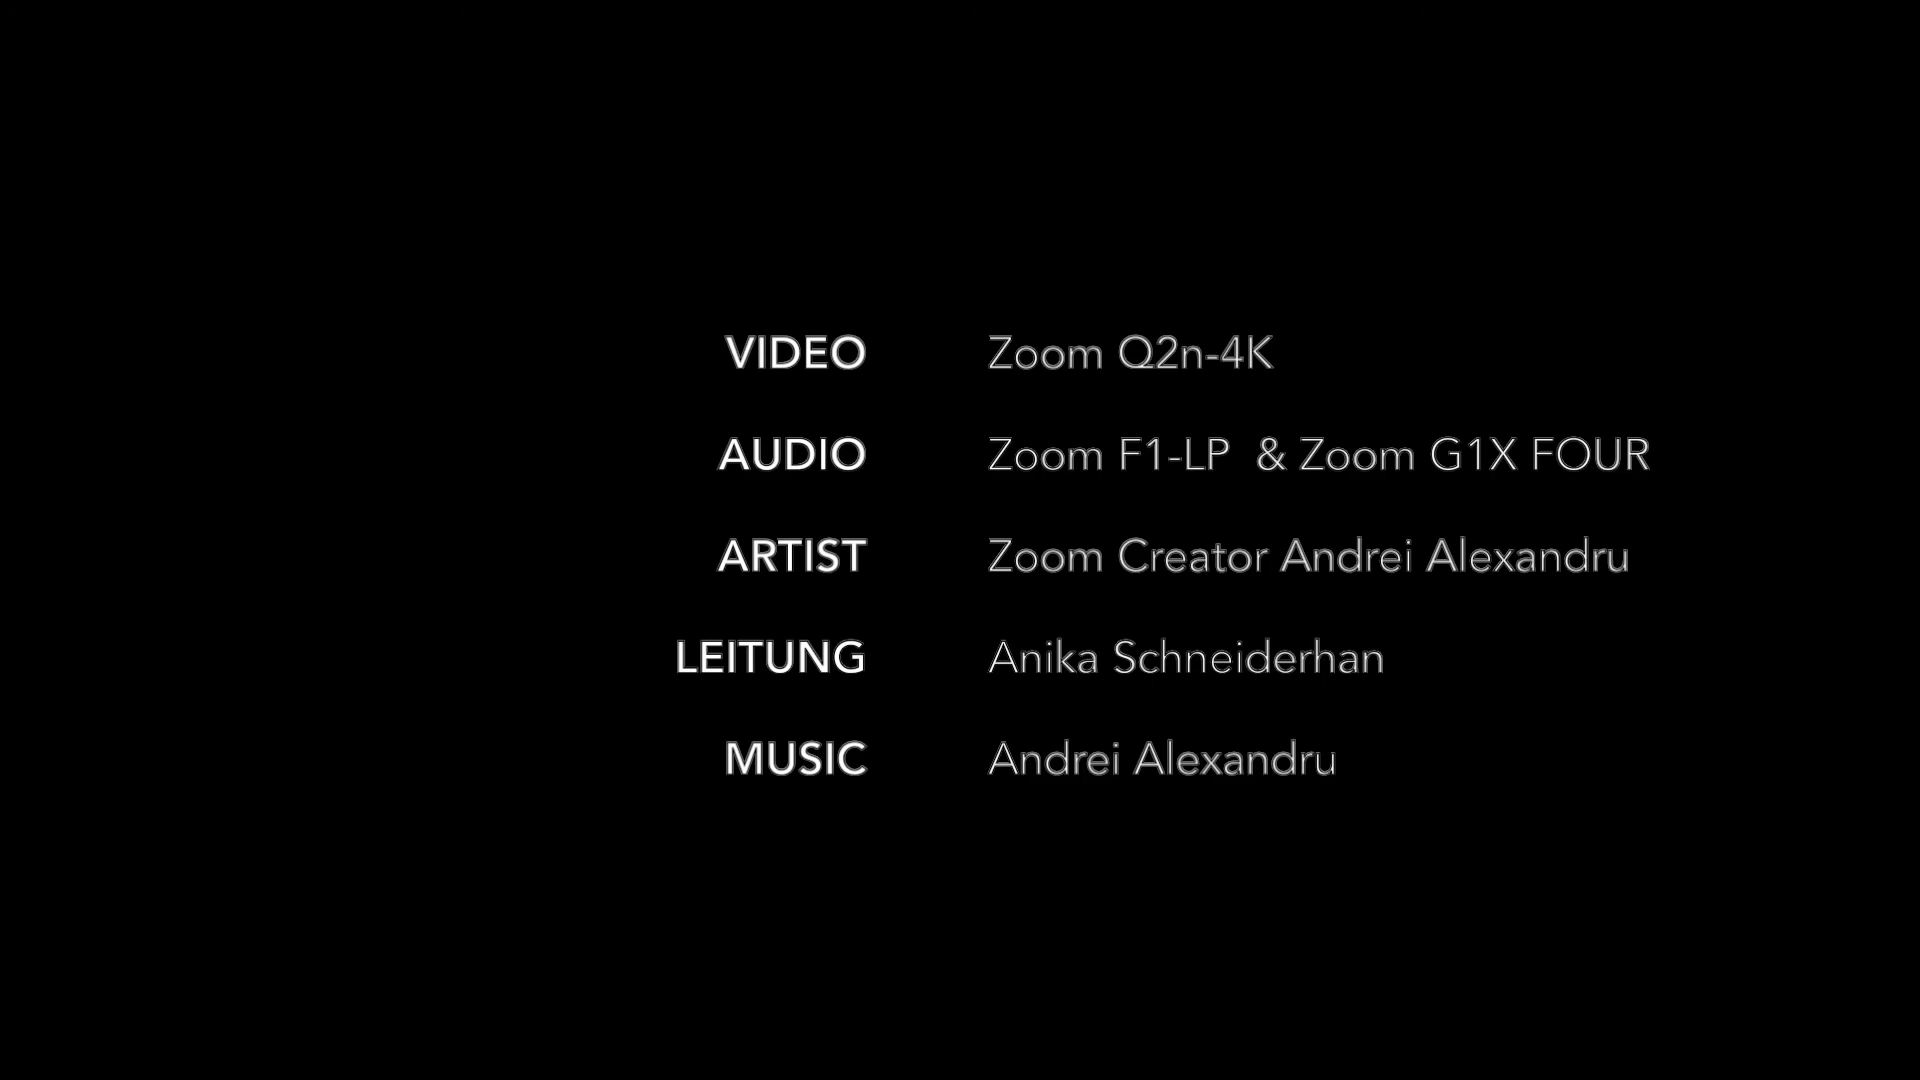 VIDEO Zoom Q2n-4K
AUDIO Zoom F1-LP & Zoom G1X FOUR
ARTIST Zoom Creator Andrei Alexandru
LEITUNG Anika Schneiderhan
MUSIC Andrei Alexandru